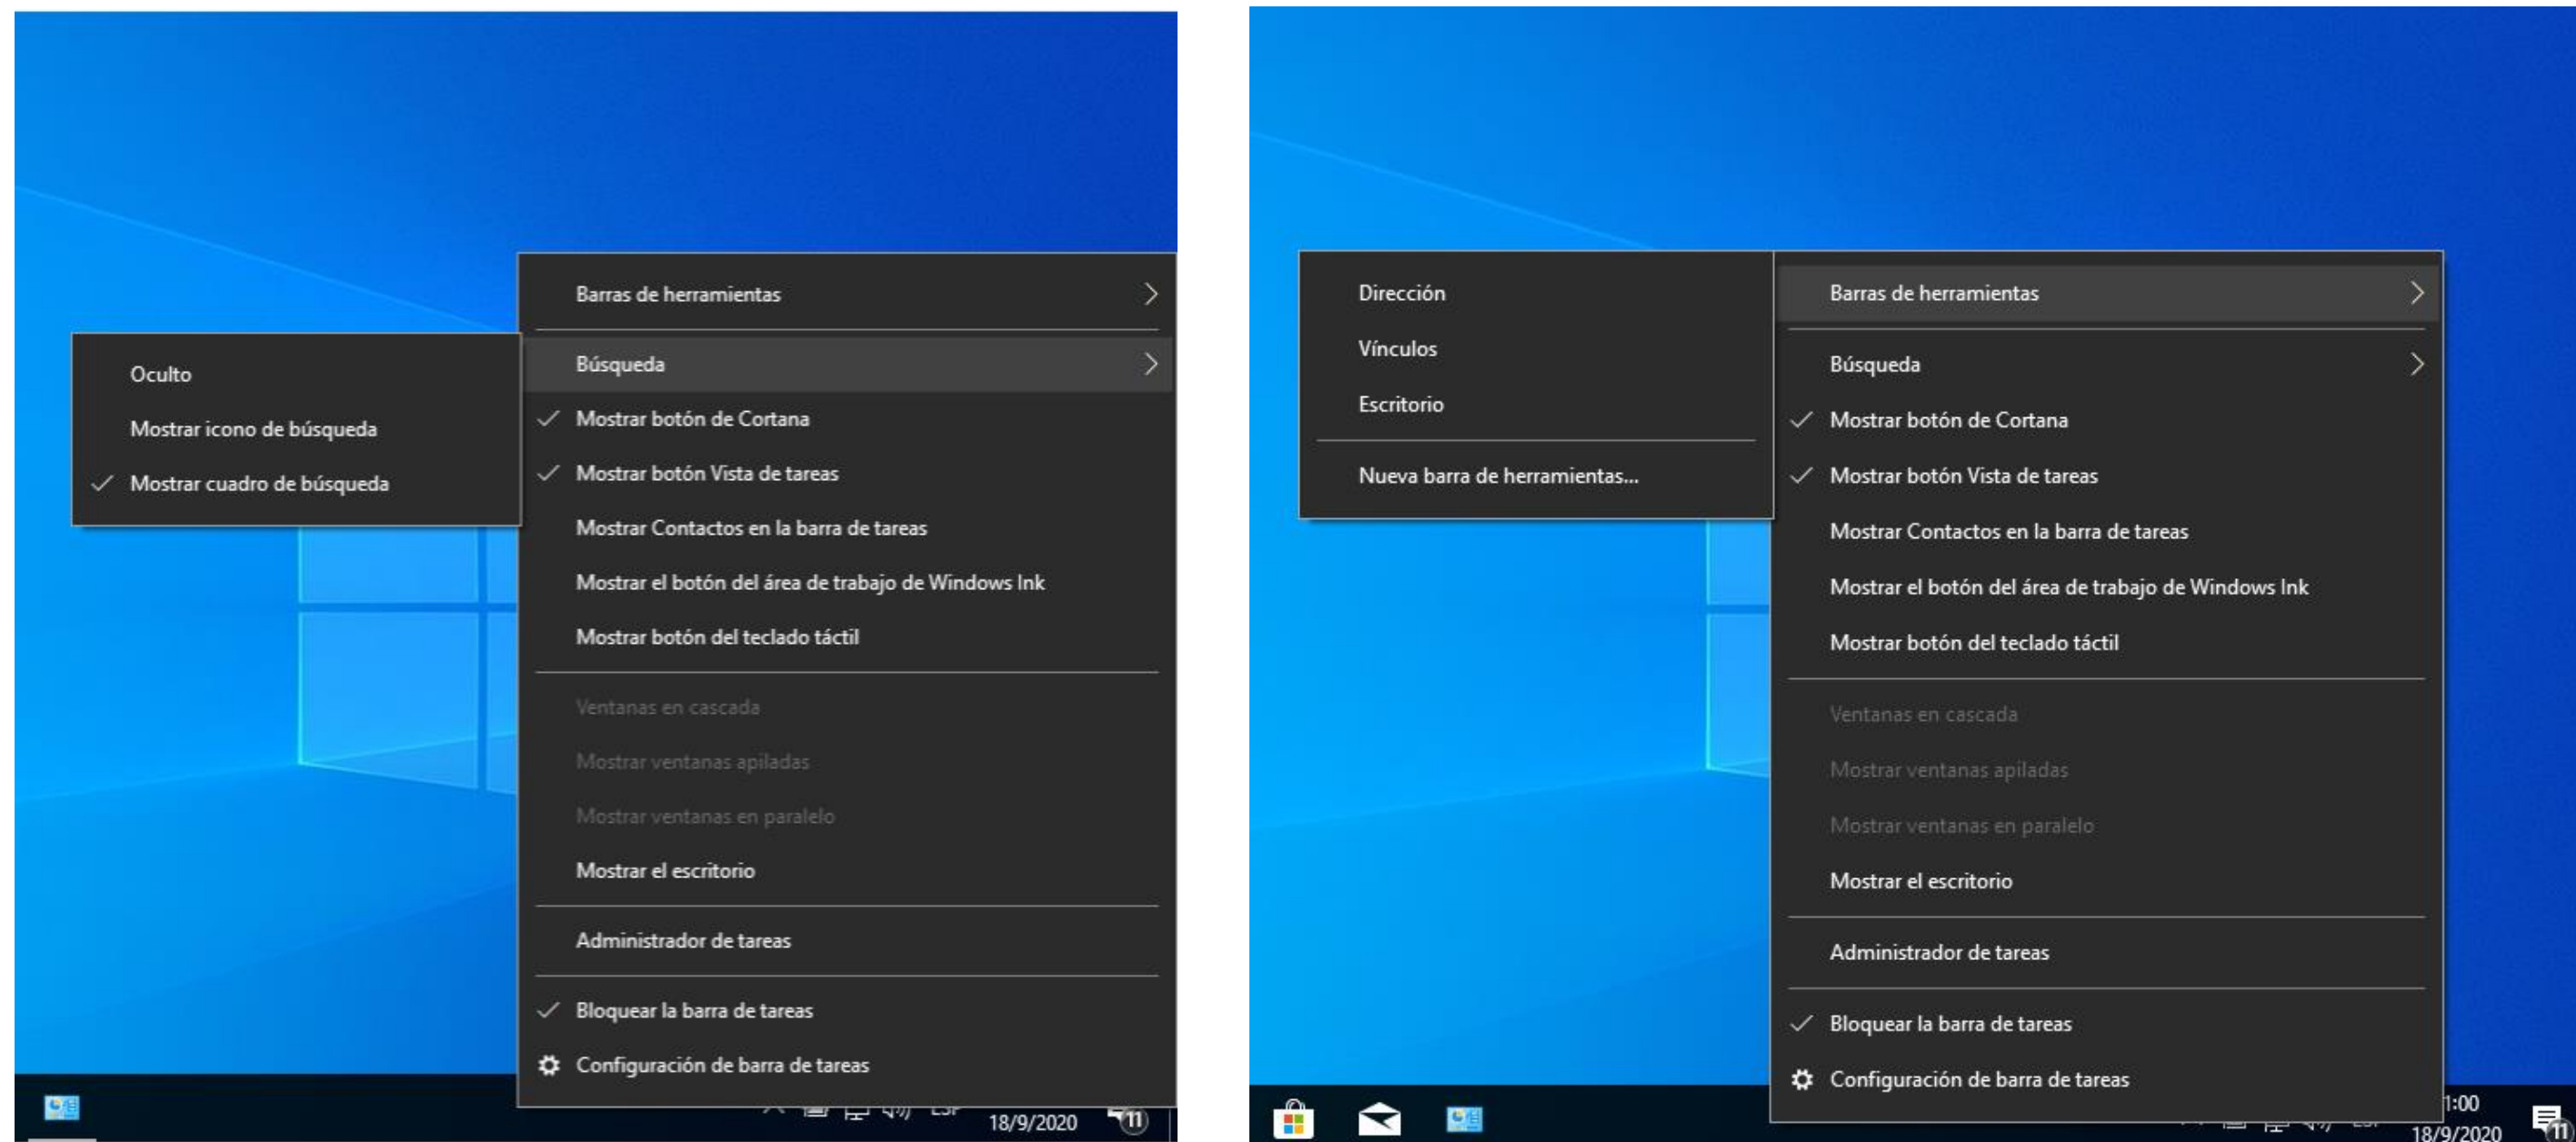 Barras de herramientas
Búsqueda
Oculto
Mostrar icono de búsqueda
Mostrar cuadro de búsqueda
Mostrar botón de Cortana
Mostrar botón Vista de tareas
Mostrar Contactos en la barra de tareas
Mostrar el botón del área de trabajo de Windows Ink
Mostrar botón del teclado táctil
Ventanas en cascada
Mostrar ventanas apiladas
Mostrar ventanas en paralelo
Mostrar el escritorio
Administrador de tareas
Bloquear la barra de tareas
Configuración de barra de tareas
18/9/2020
11
Dirección
Vínculos
Escritorio
Nueva barra de herramientas...
Barras de herramientas
Búsqueda
Mostrar botón de Cortana
Mostrar botón Vista de tareas
Mostrar Contactos en la barra de tareas
Mostrar el botón del área de trabajo de Windows Ink
Mostrar botón del teclado táctil
Ventanas en cascada
Mostrar ventanas apiladas
Mostrar ventanas en paralelo
Mostrar el escritorio
Administrador de tareas
Bloquear la barra de tareas
Configuración de barra de tareas
1:00
18/9/2020
11